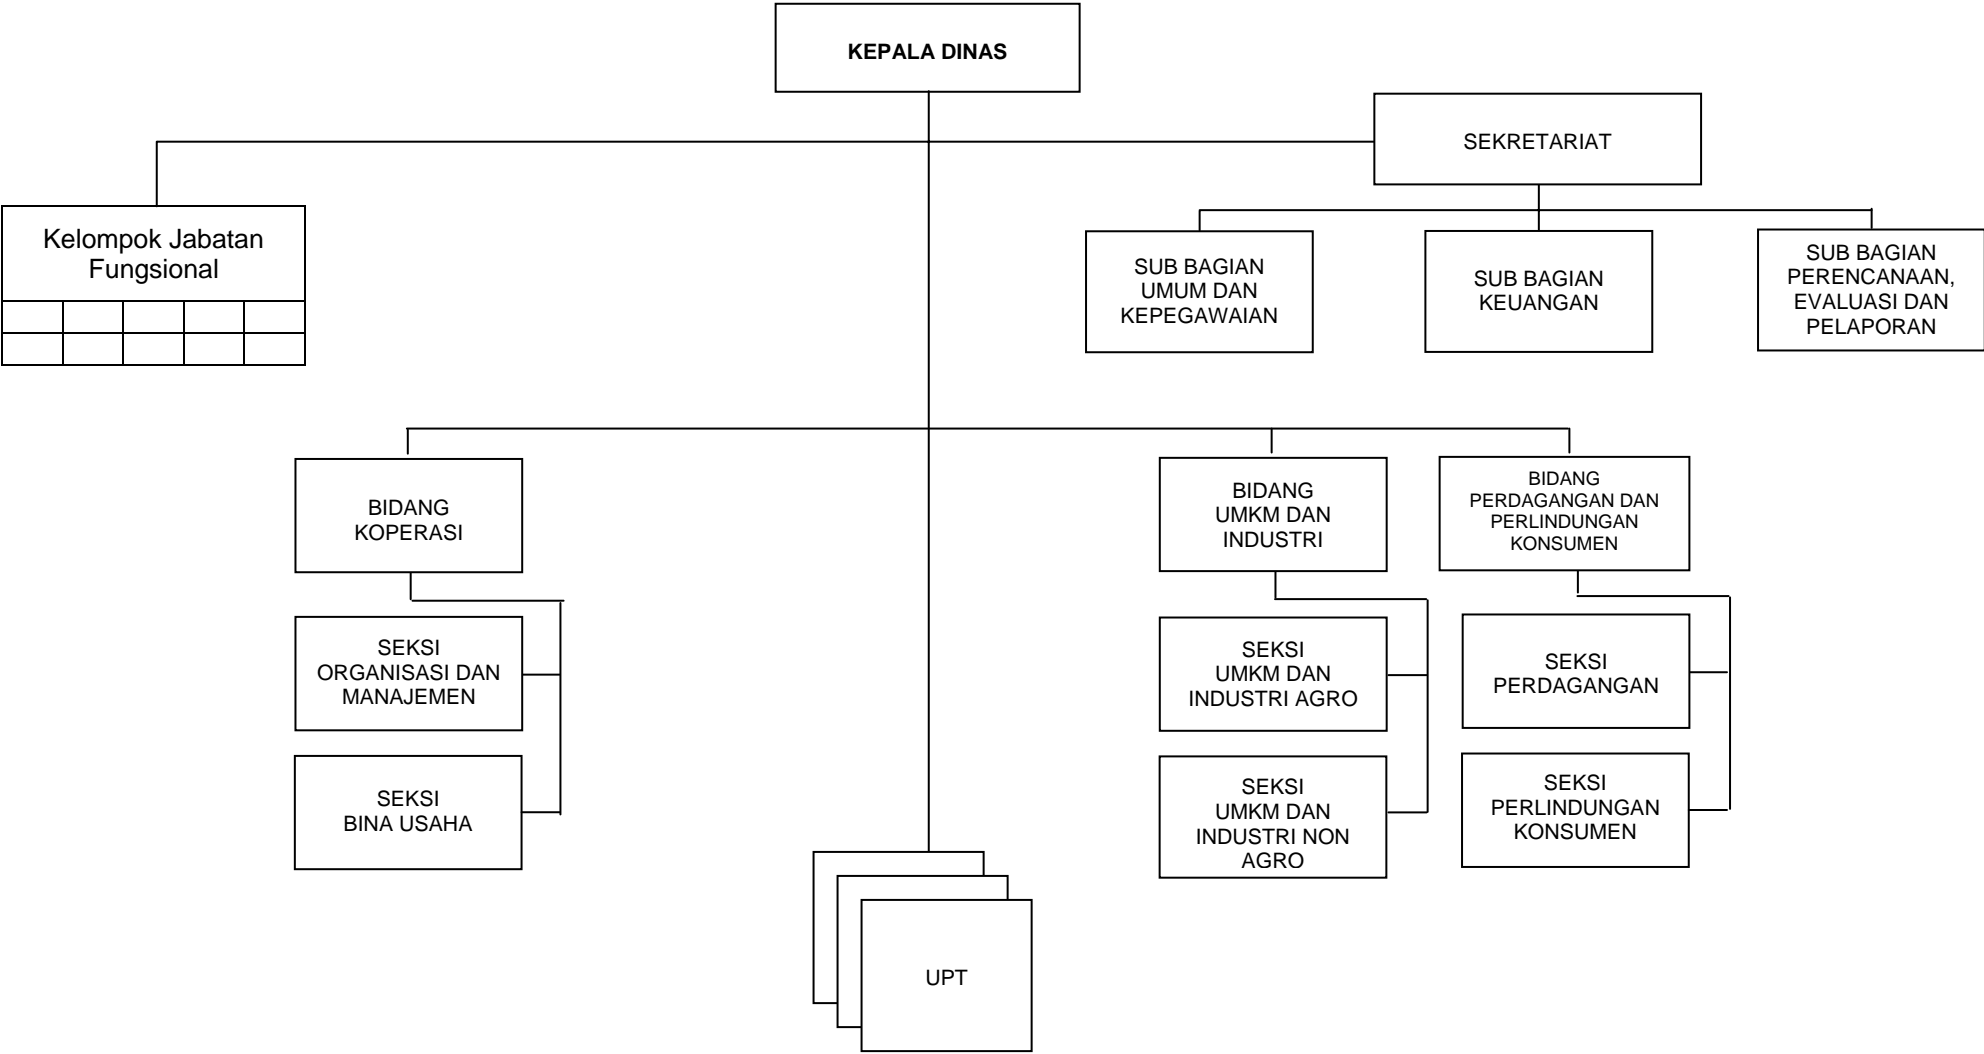 KEPALA DINAS
SEKRETARIAT
Kelompok Jabatan
Fungsional
SUB BAGIAN
UMUM DAN
KEPEGAWAIAN
SUB BAGIAN
KEUANGAN
SUB BAGIAN
PERENCANAAN,
EVALUASI DAN
PELAPORAN
BIDANG
KOPERASI
BIDANG
UMKM DAN
INDUSTRI
BIDANG
PERDAGANGAN DAN
PERLINDUNGAN
KONSUMEN
SEKSI
ORGANISASI DAN
MANAJEMEN
SEKSI
UMKM DAN
INDUSTRI AGRO
SEKSI
PERDAGANGAN
SEKSI
BINA USAHA
SEKSI
UMKM DAN
INDUSTRI NON
AGRO
SEKSI
PERLINDUNGAN
KONSUMEN
UPT